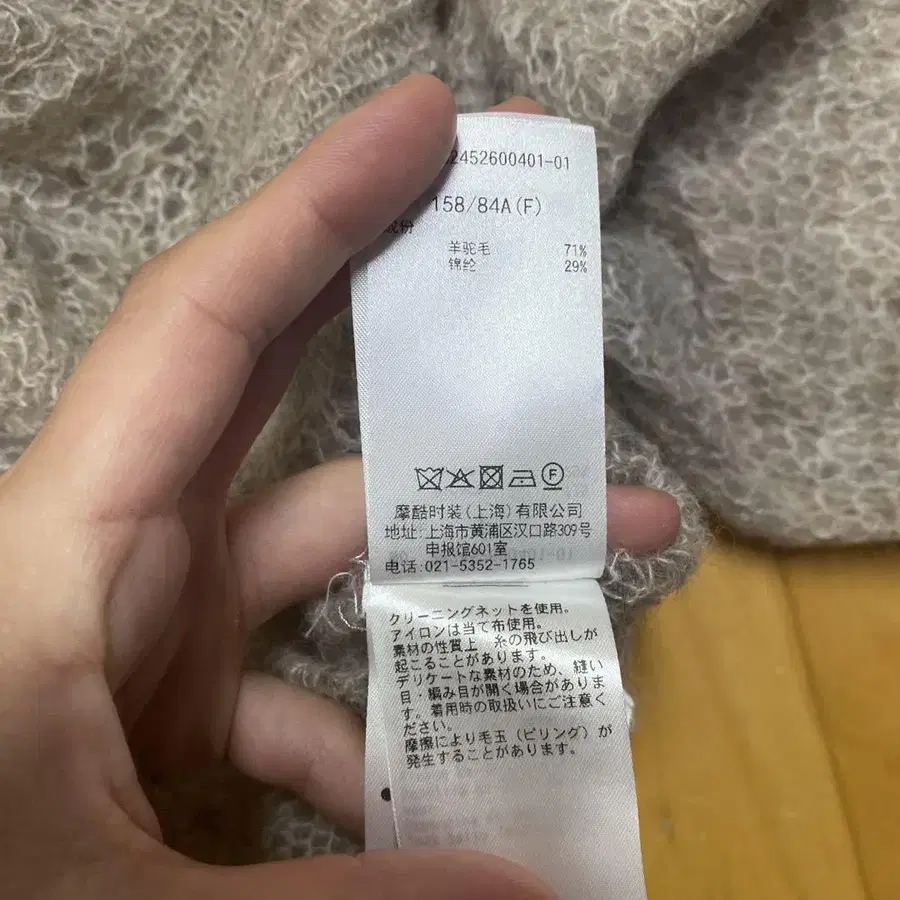 2452600401-01
158/84A(F)
成份
羊驼毛 71%
锦纶 29%
F
摩酷时装(上海)有限公司
地址:上海市黄浦区汉口路309号
申报馆601室
电话:021-5352-1765
クリーニングネットを使用。
アイロンは当て布使用。
素材の性質上 糸の飛び出しが
起こることがあります。
デリケートな素材のため、縫い
目・編み目が開く場合がありま
す。着用時の取扱いにご注意く
ださい。
摩擦により毛玉(ピリング)が
発生することがあります。